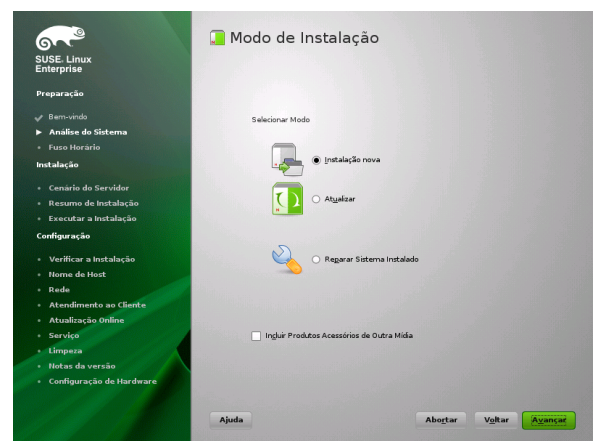 SUSE Linux
Enterprise
Preparação
Bem-vindo
Análise do Sistema
Fuso Horário
Instalação
Cenário do Servidor
Resumo de Instalação
Executar a Instalação
Configuração
Verificar a Instalação
Nome de Host
Rede
Atendimento ao Cliente
Atualização Online
Serviço
Limpeza
Notas da versão
Configuração de Hardware
Modo de Instalação
Selecionar Modo
Instalação nova
Atualizar
Reparar Sistema Instalado
Incluir Produtos Acessórios de Outra Mídia
Ajuda
Abortar
Voltar
Avançar